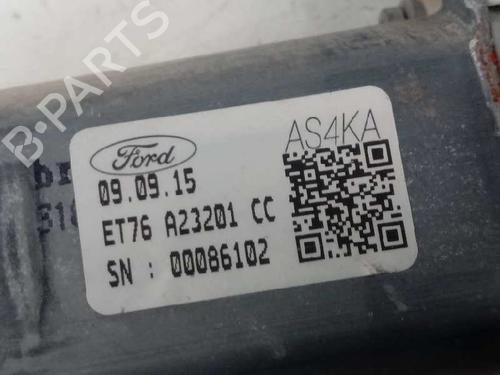 B-PARTS
Ford
AS4KA
09.09.15
ET76 A23201 CC
SN : 00086102